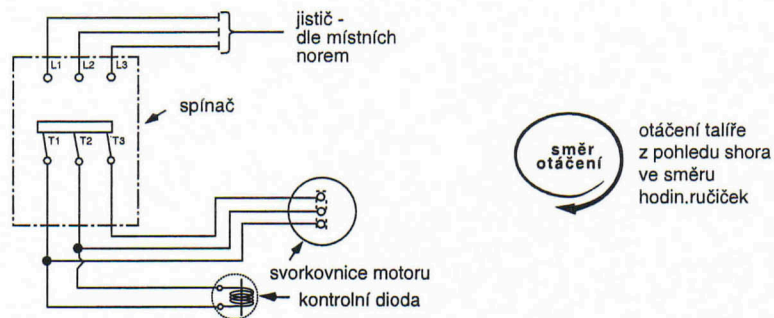 jistič -
dle místních
norem
L1 L2 L3
spínač
T1 T2 T3
směr
otáčení
otáčení talíře
z pohledu shora
ve směru
hodin.ručiček
svorkovnice motoru
kontrolní dioda